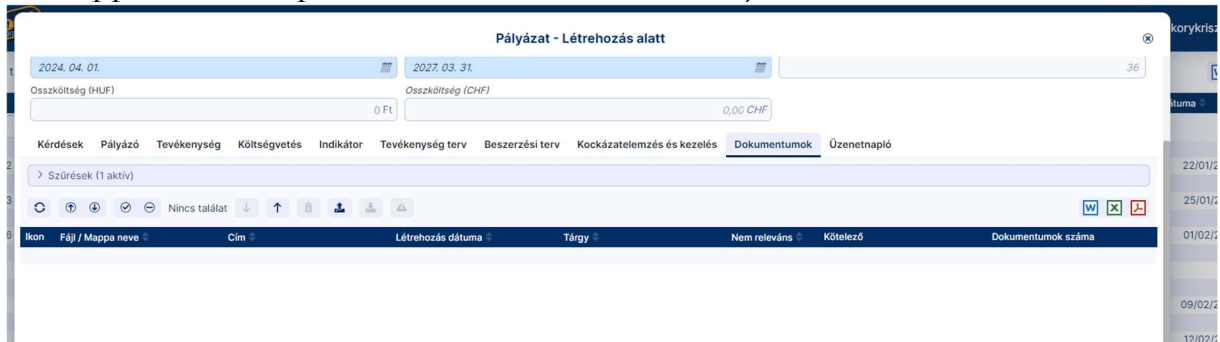 Pályázat - Létrehozás alatt
korykrisz
2024. 04. 01.
2027. 03. 31.
36
Összköltség (HUF)
Összköltség (CHF)
0 Ft
0,00 CHF
Kérdések Pályázó Tevékenység Költségvetés Indikátor Tevékenység terv Beszerzési terv Kockázatelemzés és kezelés Dokumentumok Üzenetnapló
Szűrések (1 aktív)
Nincs találat
Ikon Fájl / Mappa neve Cím Létrehozás dátuma Tárgy Nem releváns Kötelező Dokumentumok száma
22/01/2
25/01/2
01/02/2
09/02/2
12/02/2